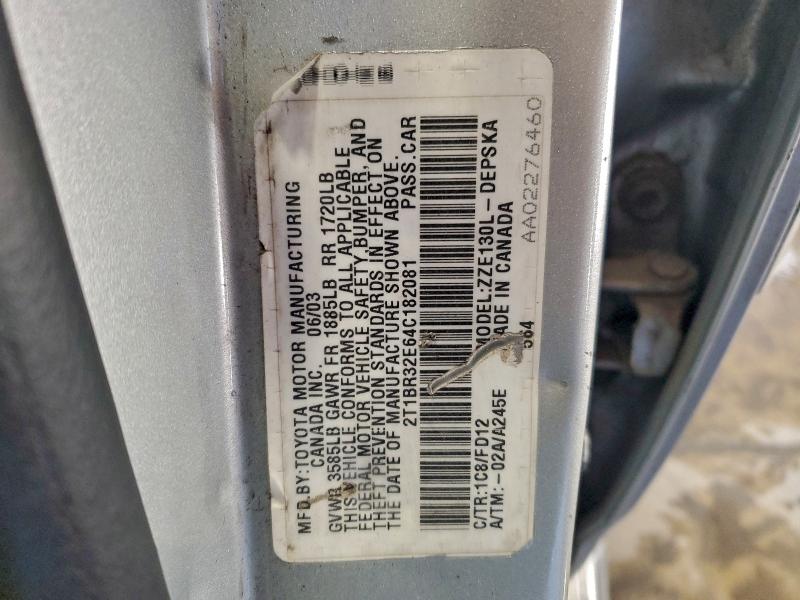 MFD.BY:TOYOTA MOTOR MANUFACTURING
CANADA INC. 06/03
GVWR 3585LB GAWR FR 1885LB RR 1720LB
THIS VEHICLE CONFORMS TO ALL APPLICABLE
FEDERAL MOTOR VEHICLE SAFETY,BUMPER, AND
THEFT PREVENTION STANDARDS IN EFFECT ON
THE DATE OF MANUFACTURE SHOWN ABOVE.
2T1BR32E64C182081 PASS.CAR
C/TR:1C8/FD12 MODEL:ZZE130L-DEPSKA
A/TM:-02A/A245E MADE IN CANADA
564
AA02276460